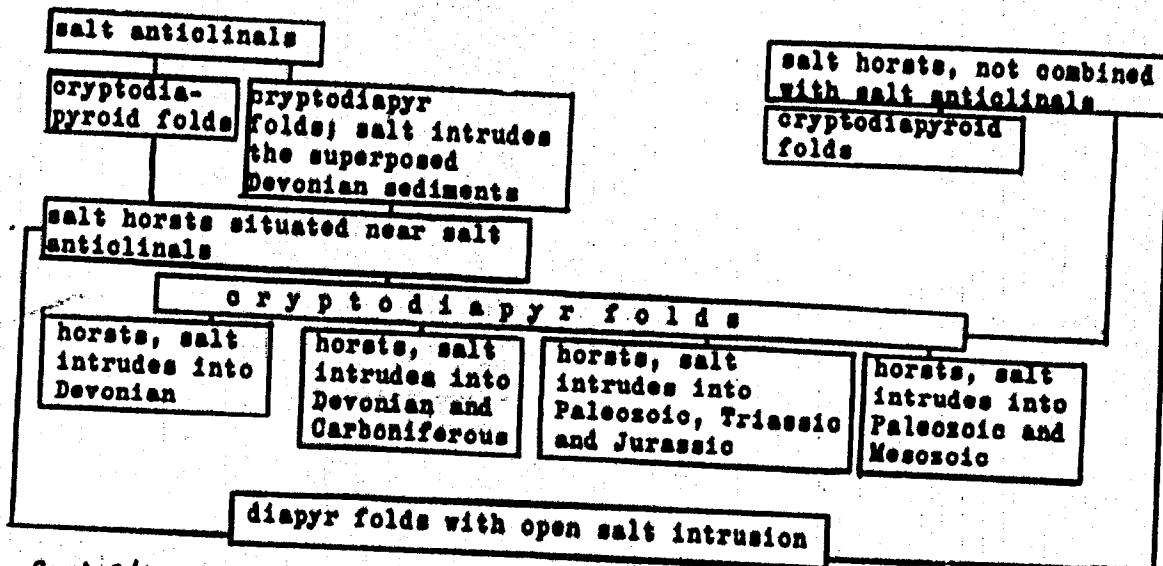 salt anticlinals
salt horsts, not combined
with salt anticlinals
cryptodia-
pyroid folds
cryptodiapyr
folds; salt intrudes
the superposed
Devonian sediments
cryptodiapyroid
folds
salt horsts situated near salt
anticlinals
c r y p t o d i a p y r f o l d s
horsts, salt
intrudes into
Devonian
horsts, salt
intrudes into
Devonian and
Carboniferous
horsts, salt
intrudes into
Paleozoic, Triassic
and Jurassic
horsts, salt
intrudes into
Paleozoic and
Mesozoic
diapyr folds with open salt intrusion